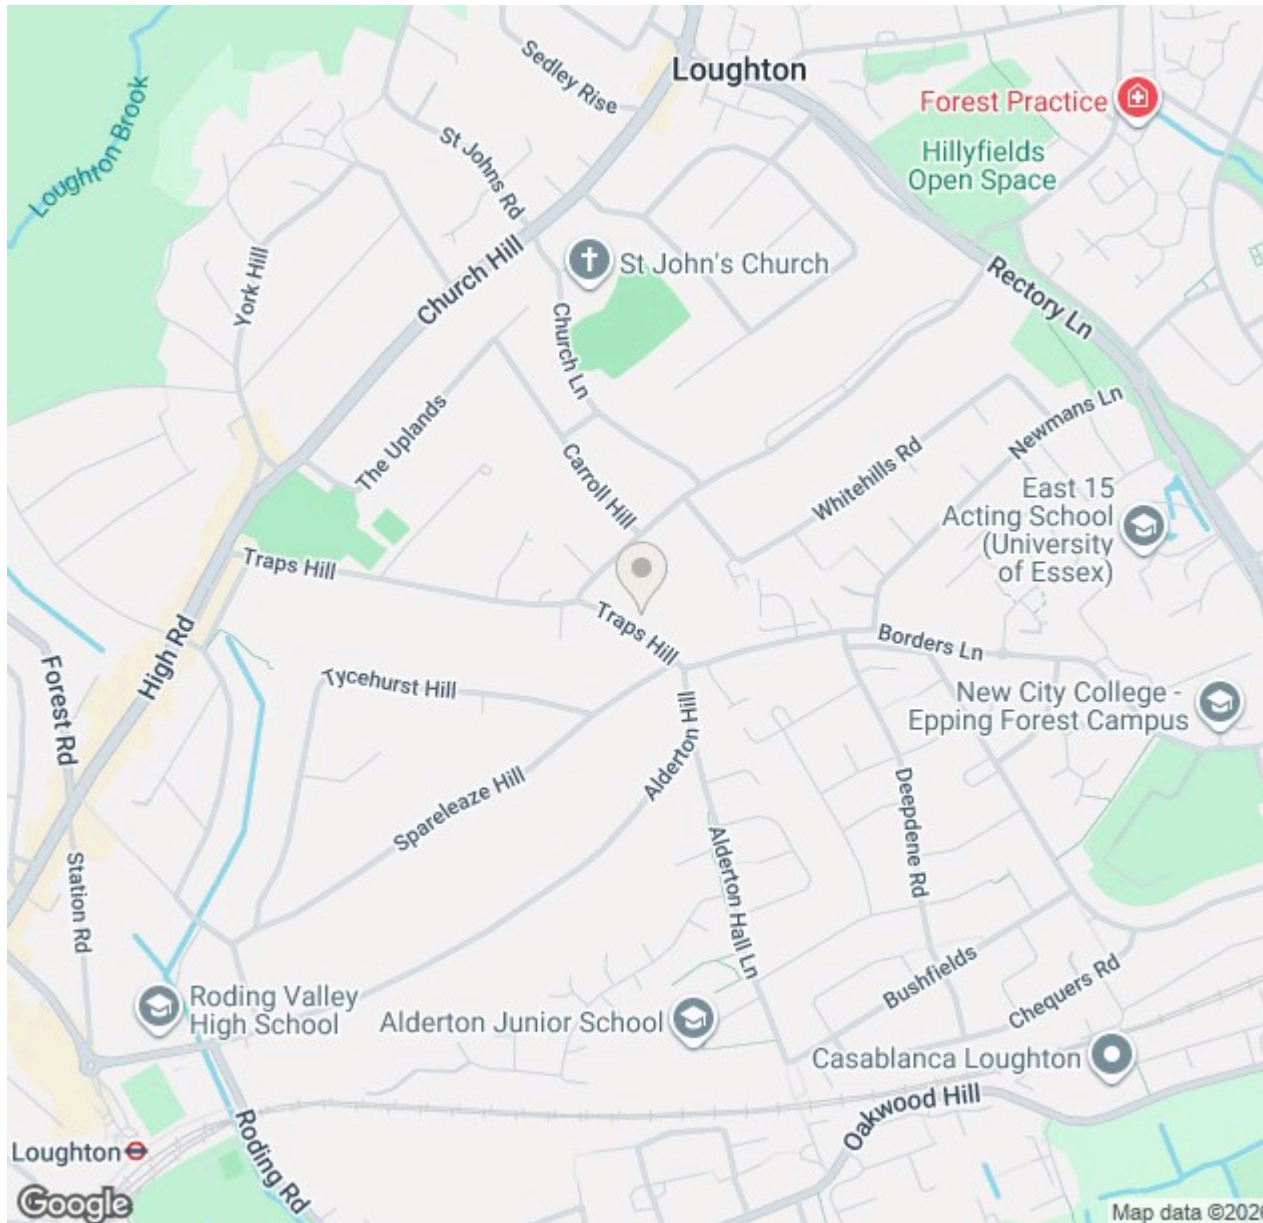 Sedley Rise
Loughton
Forest Practice
Loughton Brook
St Johns Rd
Hillyfields
Open Space
York Hill
Church Hill
St John's Church
Rectory Ln
Church Ln
The Uplands
Newmans Ln
Carroll Hill
Whitehills Rd
East 15
Acting School
(University
of Essex)
Traps Hill
Traps Hill
High Rd
Borders Ln
Forest Rd
Tycehurst Hill
Alderton Hill
New City College -
Epping Forest Campus
Spareleaze Hill
Deepdene Rd
Station Rd
Alderton Hall Ln
Bushfields
Chequers Rd
Roding Valley
High School
Alderton Junior School
Casablanca Loughton
Oakwood Hill
Loughton
Roding Rd
Google
Map data ©2026